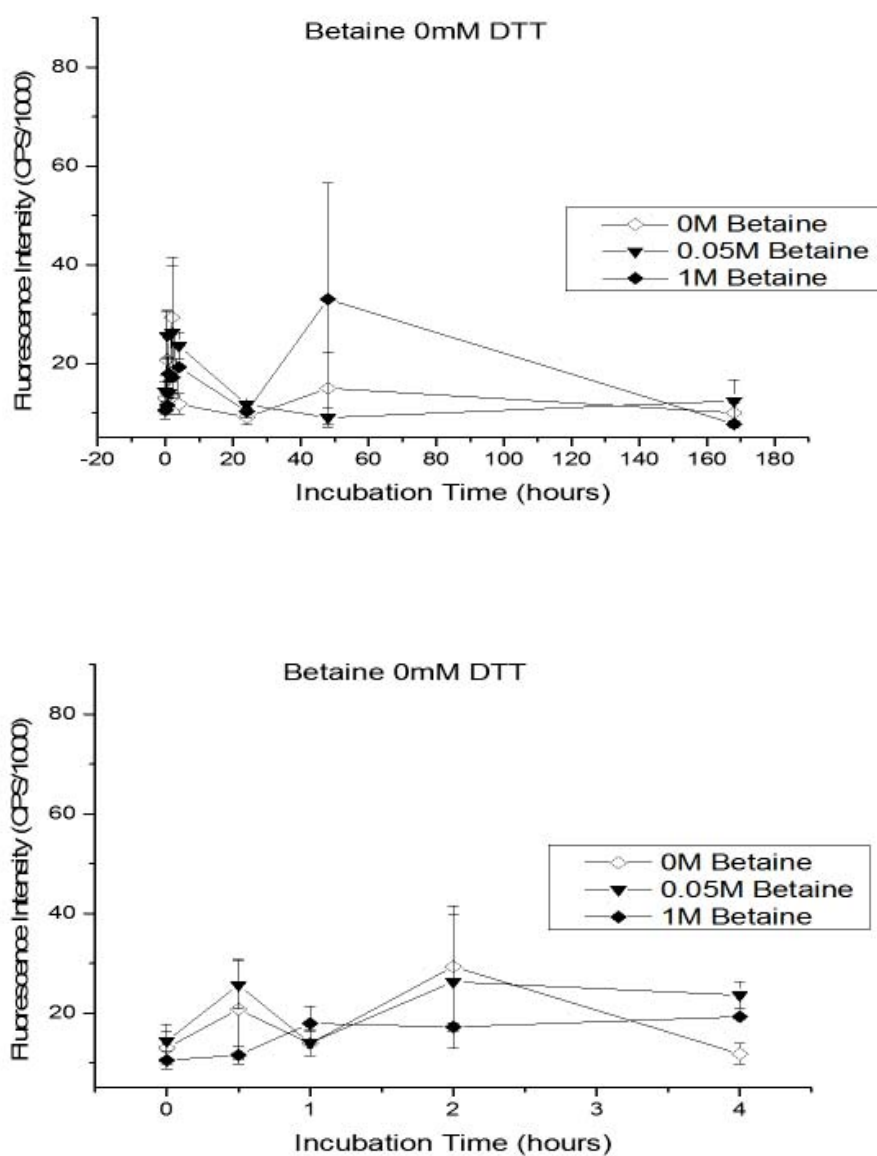 Betaine 0mM DTT
80
60
40
20
Fluorescence Intensity (CPS/1000)
0M Betaine
0.05M Betaine
1M Betaine
-20 0 20 40 60 80 100 120 140 160 180
Incubation Time (hours)
Betaine 0mM DTT
80
60
40
20
Fluorescence Intensity (CPS/1000)
0M Betaine
0.05M Betaine
1M Betaine
0 1 2 3 4
Incubation Time (hours)